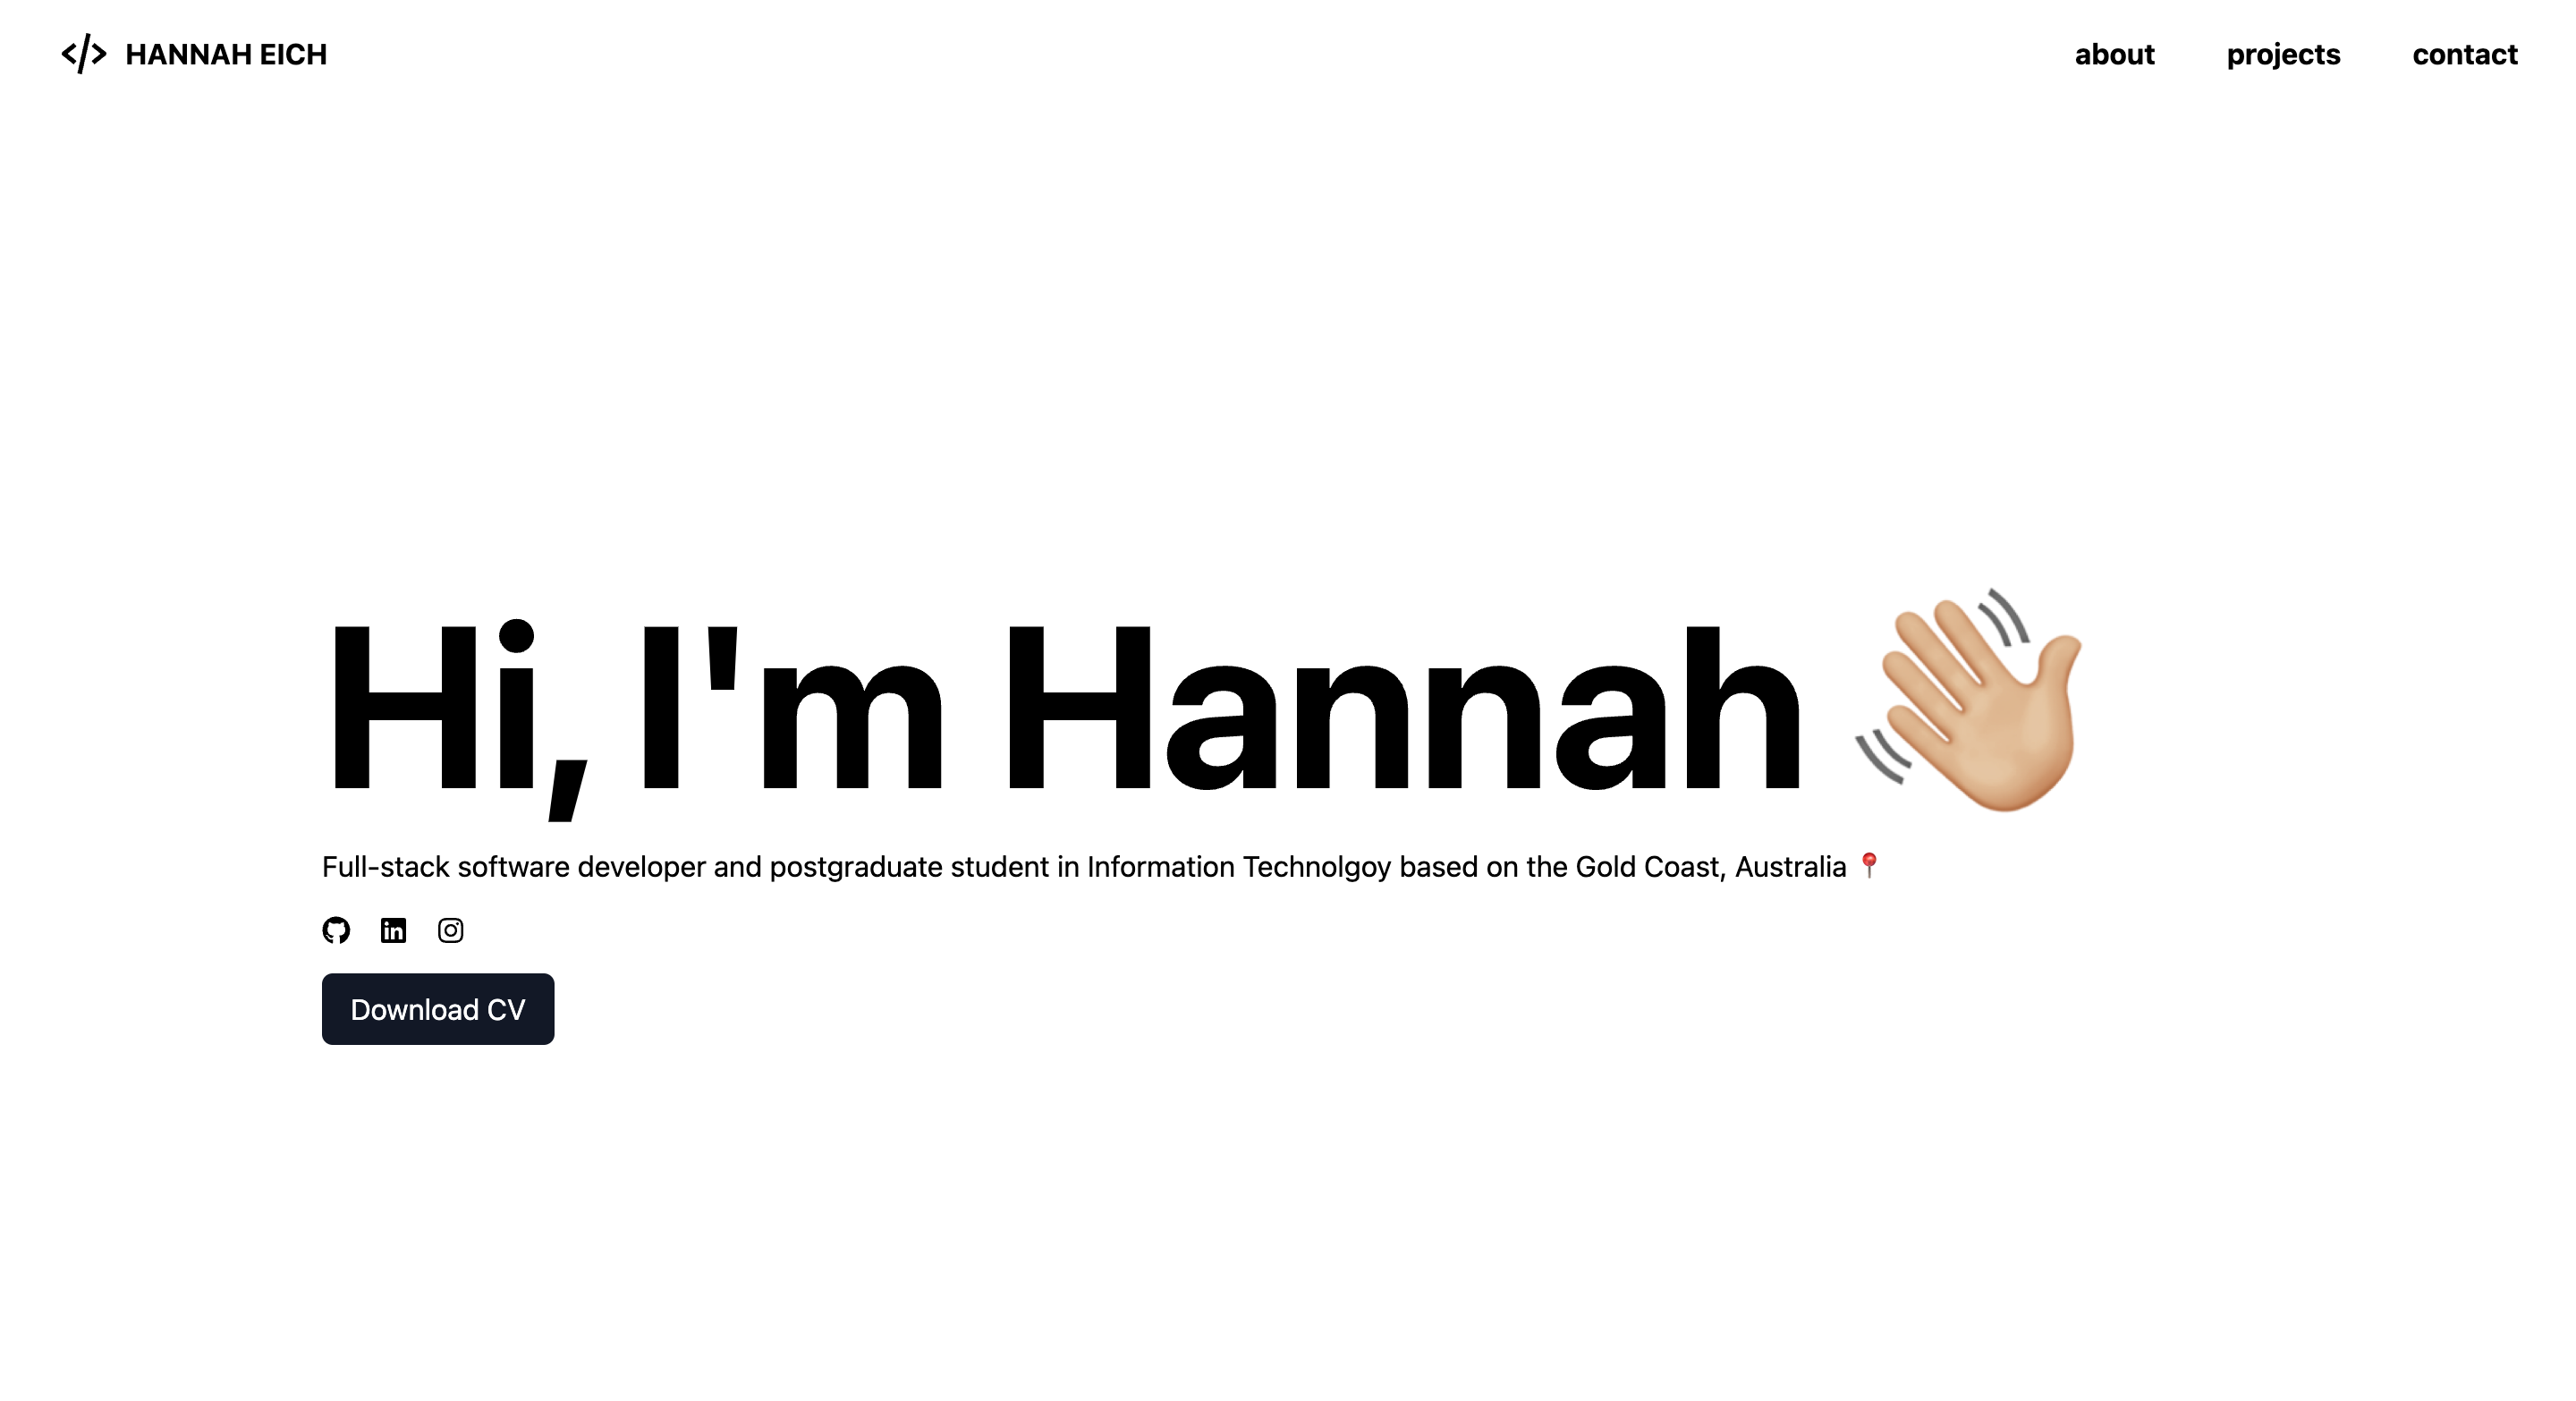 </> HANNAH EICH
about projects contact
Hi, I'm Hannah 👋🏼
Full-stack software developer and postgraduate student in Information Technolgoy based on the Gold Coast, Australia 📍
Download CV